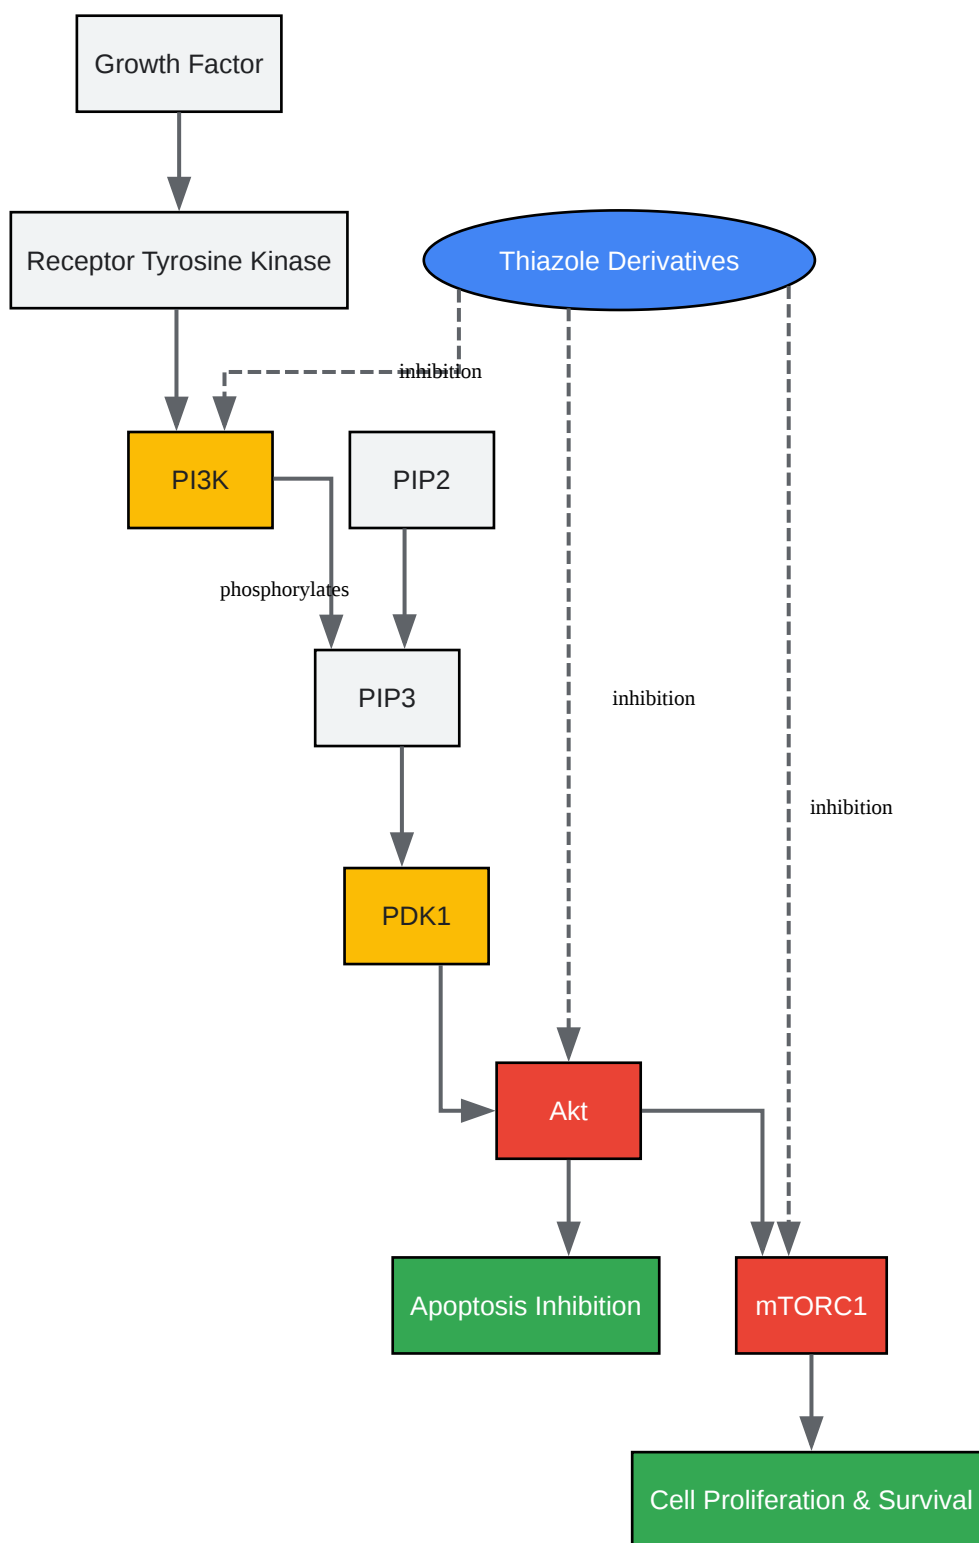 Growth Factor
Receptor Tyrosine Kinase
Thiazole Derivatives
inhibition
PI3K
PIP2
phosphorylates
PIP3
inhibition
inhibition
PDK1
Akt
Apoptosis Inhibition
mTORC1
Cell Proliferation & Survival